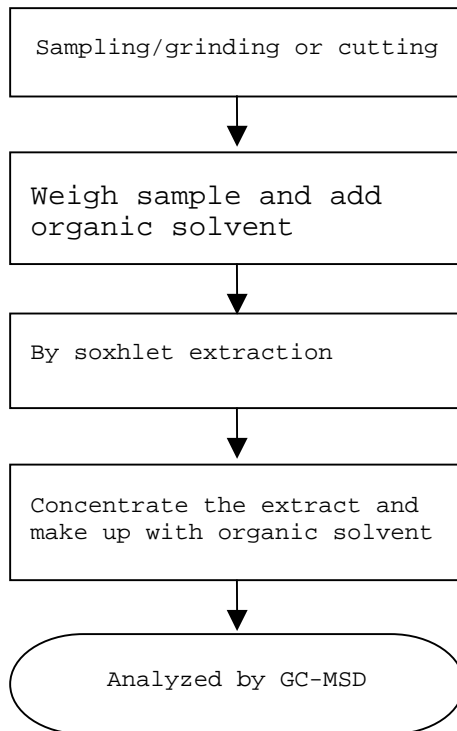 Sampling/grinding or cutting
Weigh sample and add
organic solvent
By soxhlet extraction
Concentrate the extract and
make up with organic solvent
Analyzed by GC-MSD